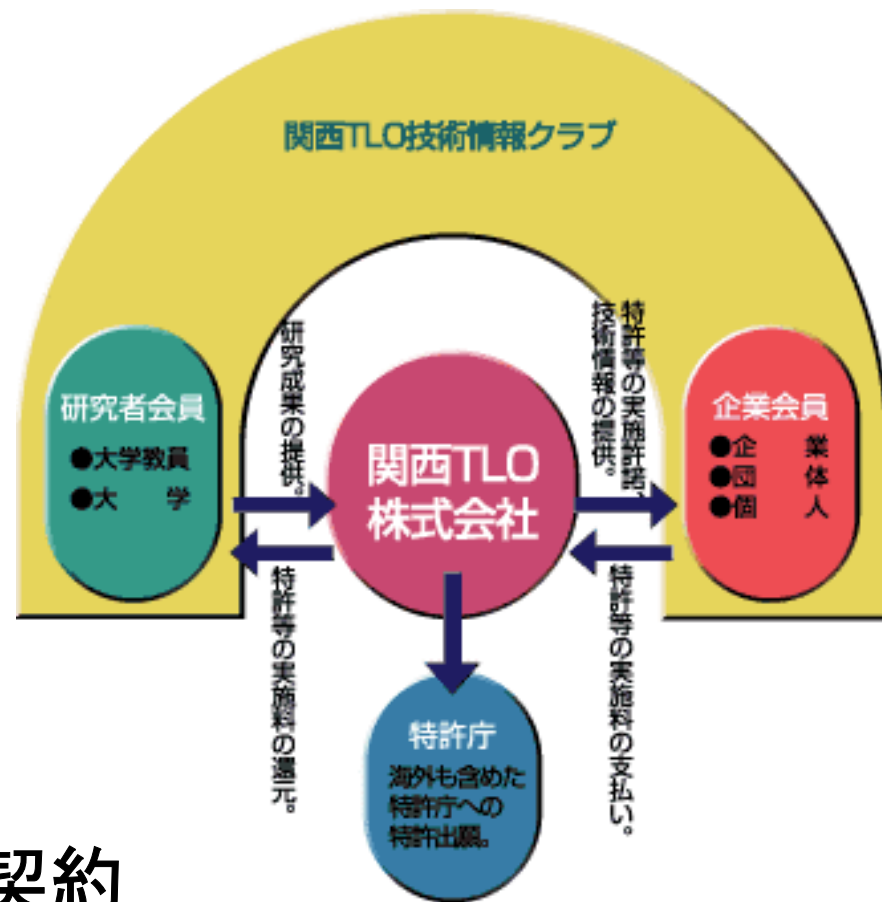 関西TLO技術情報クラブ
研究者会員
●大学教員
●大　　学
研究成果の提供。
特許等の実施料の還元。
関西TLO
株式会社
特許等の実施許諾、
技術情報の提供。
特許等の実施料の支払い。
企業会員
●企　　業
●団　　体
●個　　人
特許庁
海外も含めた
特許庁への
特許出願。
契約